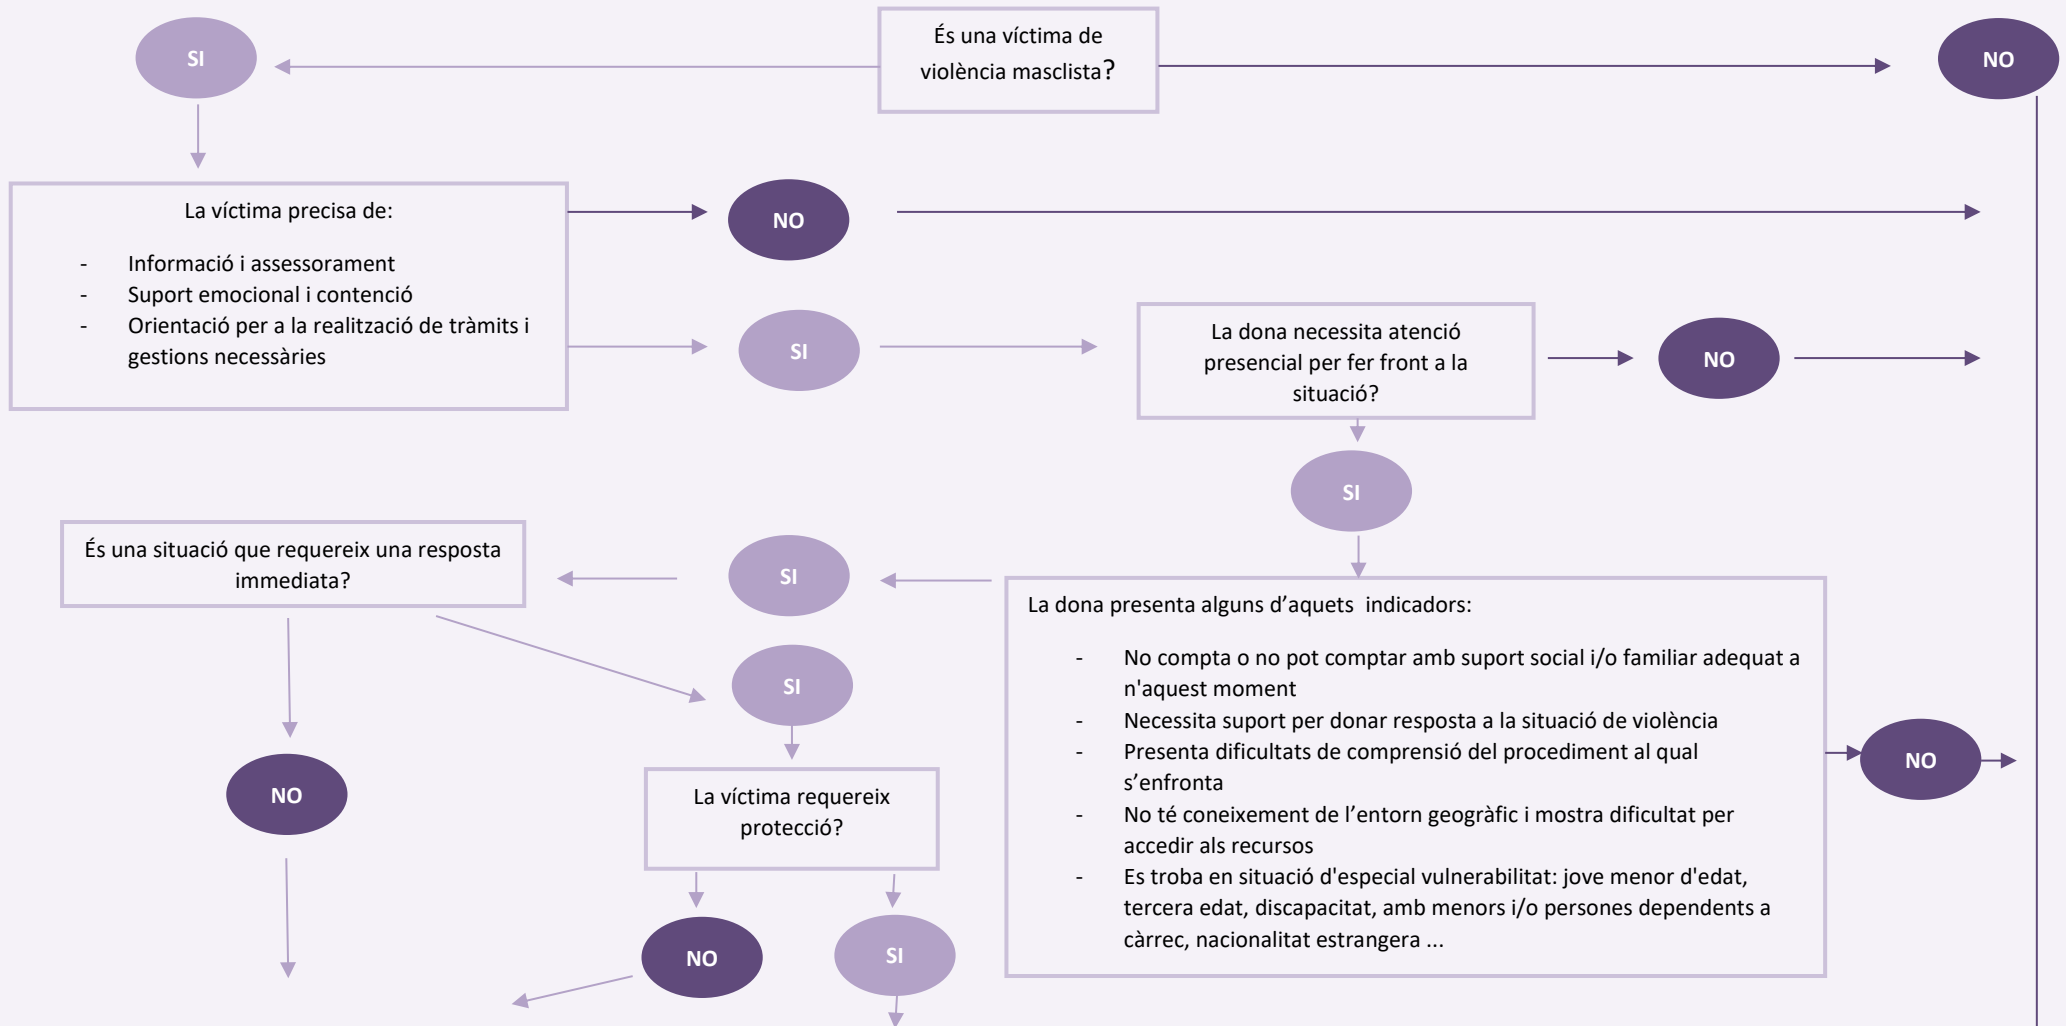 SI
És una víctima de
violència masclista?
NO
La víctima precisa de:
- Informació i assessorament
- Suport emocional i contenció
- Orientació per a la realització de tràmits i
gestions necessàries
NO
SI
La dona necessita atenció
presencial per fer front a la
situació?
NO
SI
És una situació que requereix una resposta
immediata?
SI
La dona presenta alguns d’aquets  indicadors:
- No compta o no pot comptar amb suport social i/o familiar adequat a
n'aquest moment
- Necessita suport per donar resposta a la situació de violència
- Presenta dificultats de comprensió del procediment al qual
s’enfronta
- No té coneixement de l’entorn geogràfic i mostra dificultat per
accedir als recursos
- Es troba en situació d'especial vulnerabilitat: jove menor d'edat,
tercera edat, discapacitat, amb menors i/o persones dependents a
càrrec, nacionalitat estrangera ...
NO
SI
NO
La víctima requereix
protecció?
NO
SI